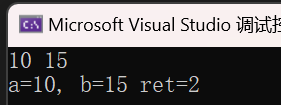 Microsoft Visual Studio 调试
10 15
a=10, b=15 ret=2